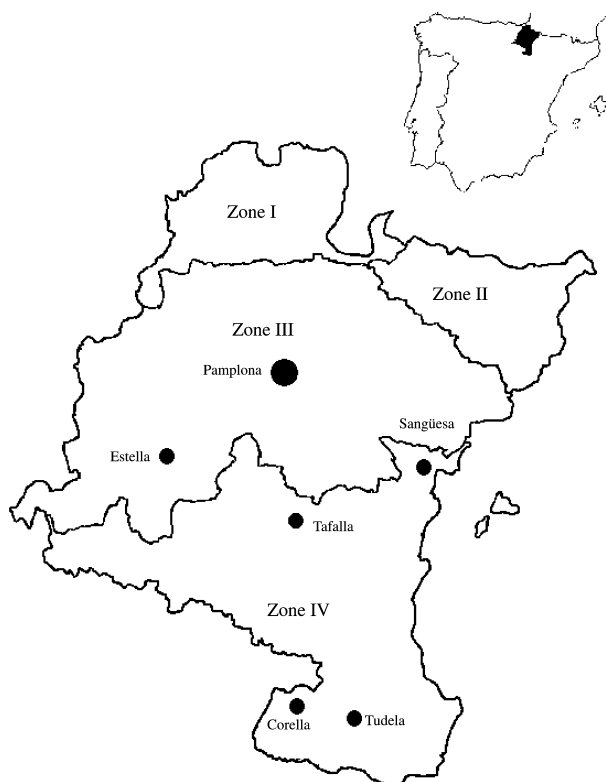 Zone I
Zone II
Zone III
Pamplona
Sangüesa
Estella
Tafalla
Zone IV
Corella
Tudela